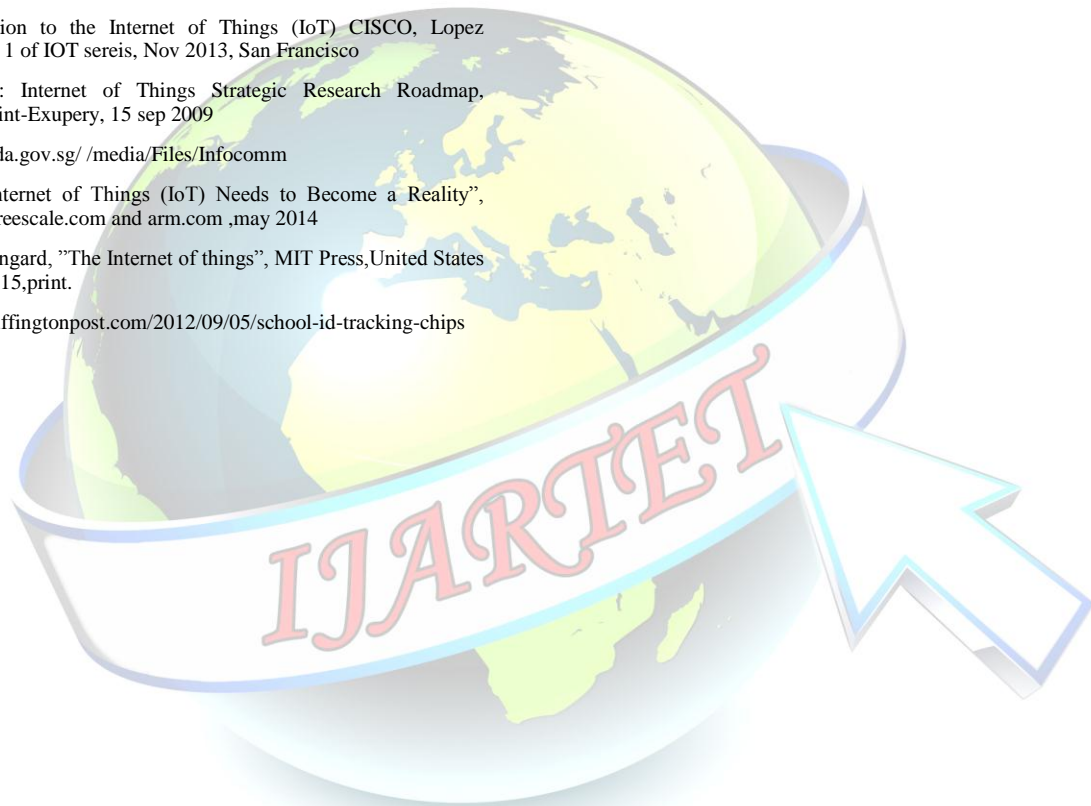 ion to the Internet of Things (IoT) CISCO, Lopez
1 of IOT sereis, Nov 2013, San Francisco
: Internet of Things Strategic Research Roadmap,
int-Exupery, 15 sep 2009
da.gov.sg/ /media/Files/Infocomm
nternet of Things (IoT) Needs to Become a Reality”,
reescale.com and arm.com ,may 2014
ngard, ”The Internet of things”, MIT Press,United States
15,print.
ffingtonpost.com/2012/09/05/school-id-tracking-chips
IJARTET